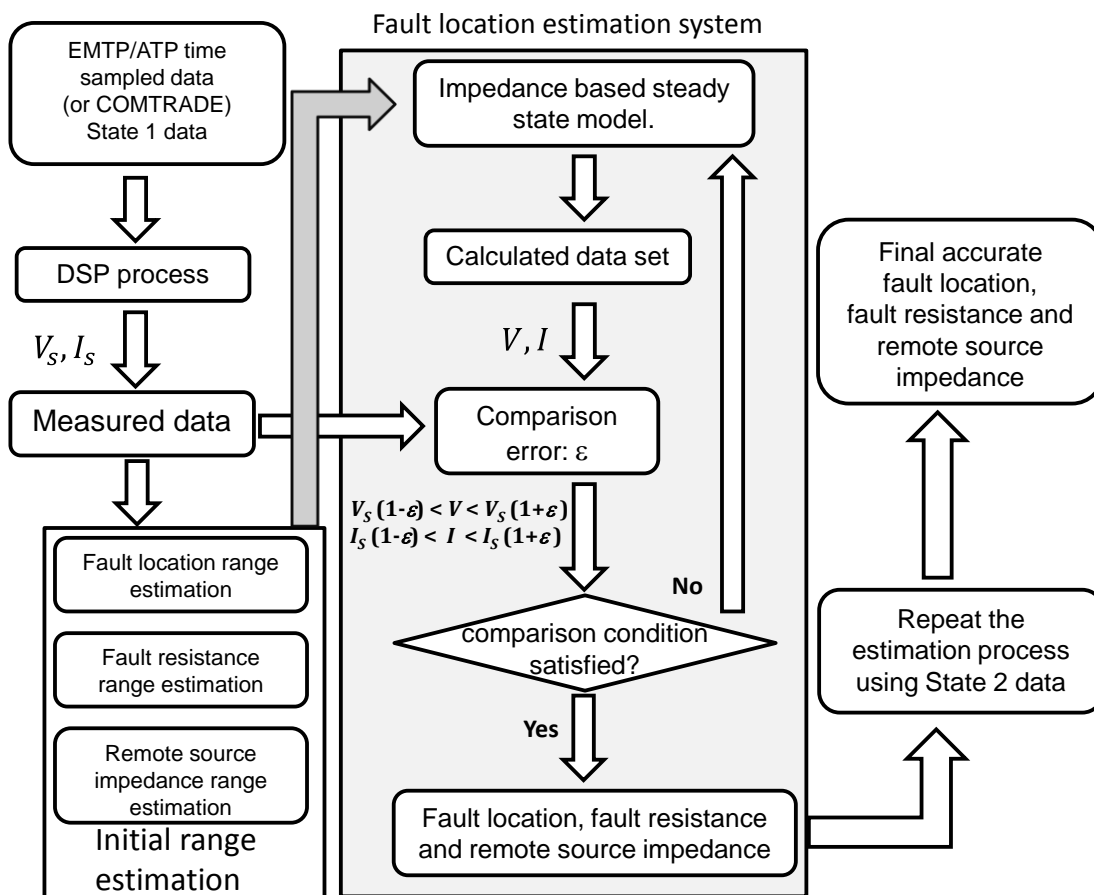 Fault location estimation system
EMTP/ATP time
sampled data
(or COMTRADE)
State 1 data
DSP process
V_S, I_S
Measured data
Fault location range
estimation
Fault resistance
range estimation
Remote source
impedance range
estimation
Initial range
estimation
Impedance based steady
state model.
Calculated data set
V, I
Comparison
error: ε
V_S (1-ε) < V < V_S (1+ε)
I_S (1-ε) < I < I_S (1+ε)
No
comparison condition
satisfied?
Yes
Fault location, fault resistance
and remote source impedance
Repeat the
estimation process
using State 2 data
Final accurate
fault location,
fault resistance and
remote source
impedance